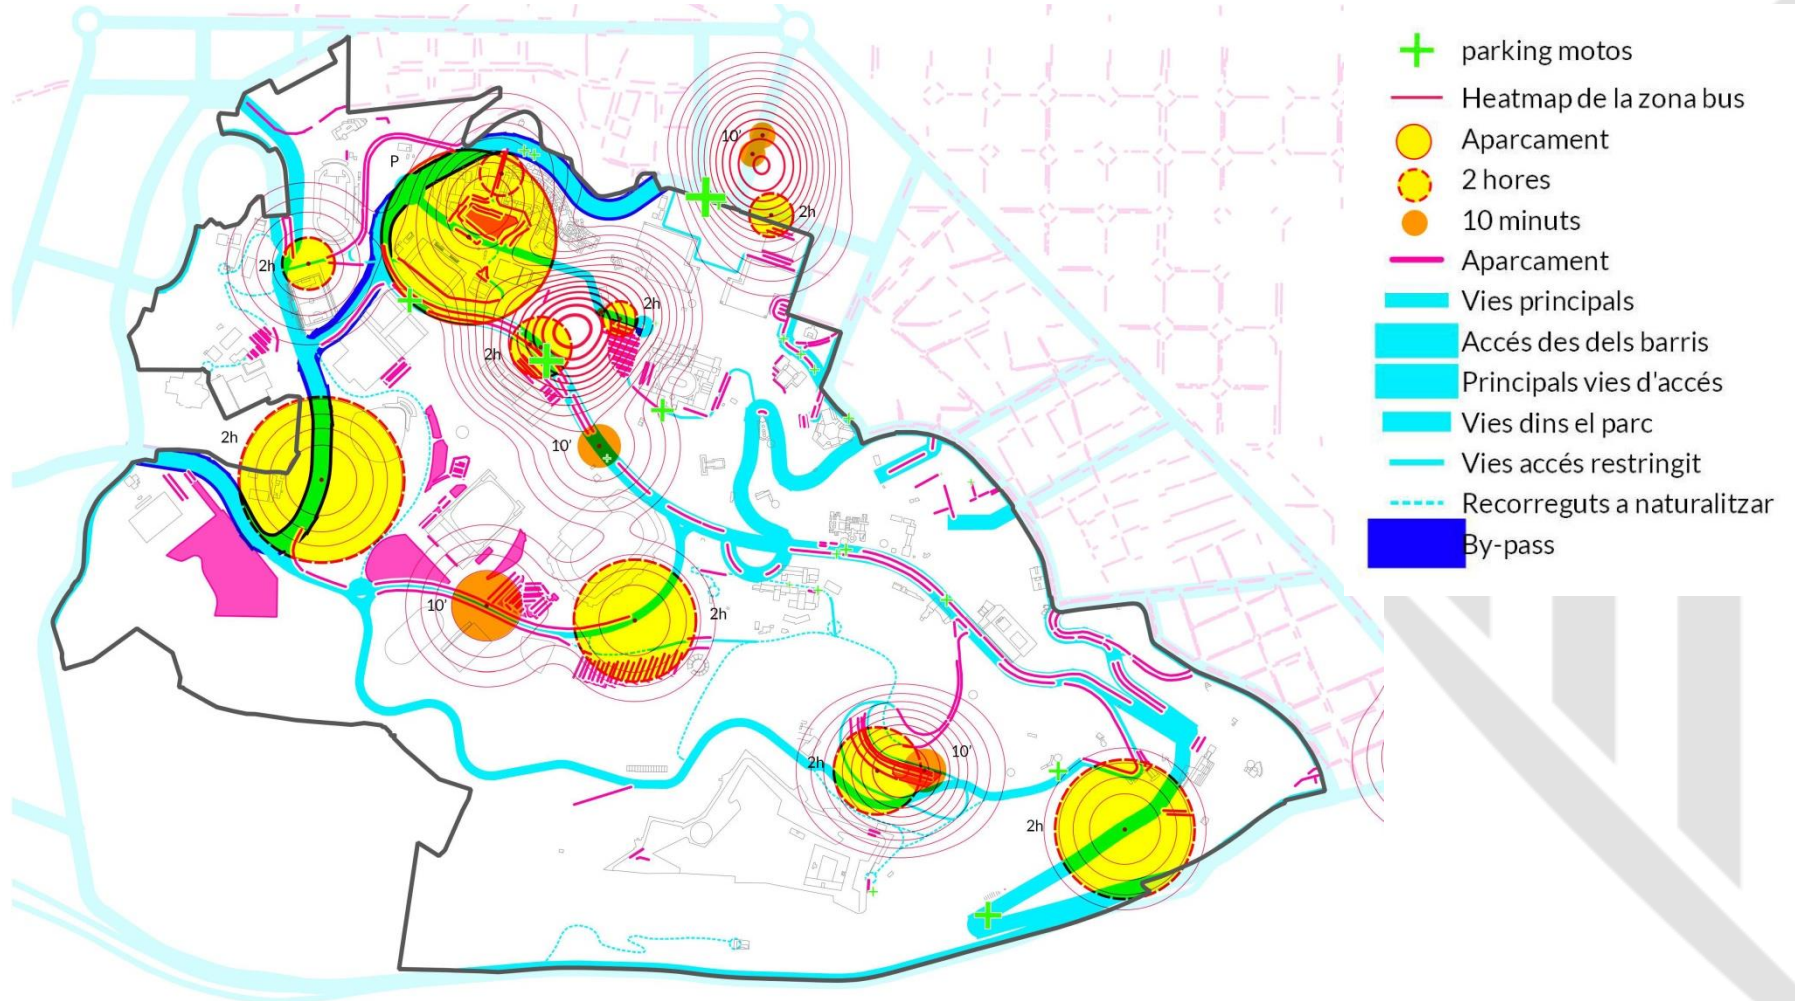 10'
P
2h
2h
2h
2h
2h
10'
10'
2h
10'
2h
2h
parking motos
Heatmap de la zona bus
Aparcament
2 hores
10 minuts
Aparcament
Vies principals
Accés des dels barris
Principals vies d'accés
Vies dins el parc
Vies accés restringit
Recorreguts a naturalitzar
By-pass